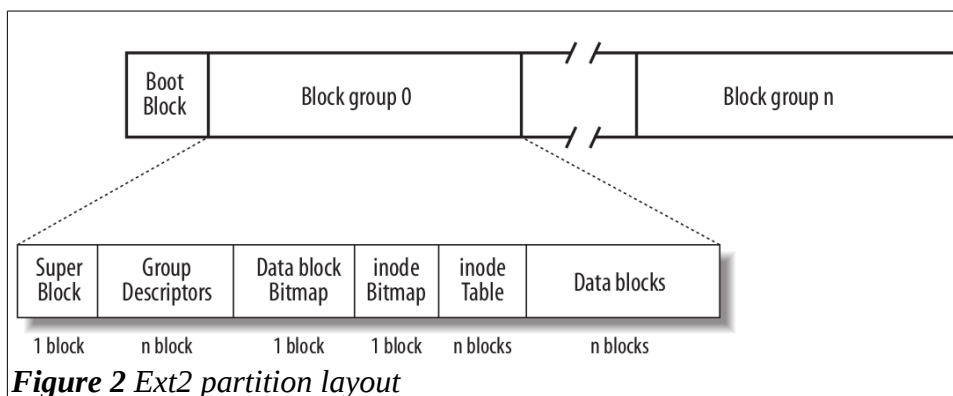 Boot
Block
Block group 0
Block group n
Super
Block
Group
Descriptors
Data block
Bitmap
inode
Bitmap
inode
Table
Data blocks
1 block
n block
1 block
1 block
n blocks
n blocks
Figure 2 Ext2 partition layout